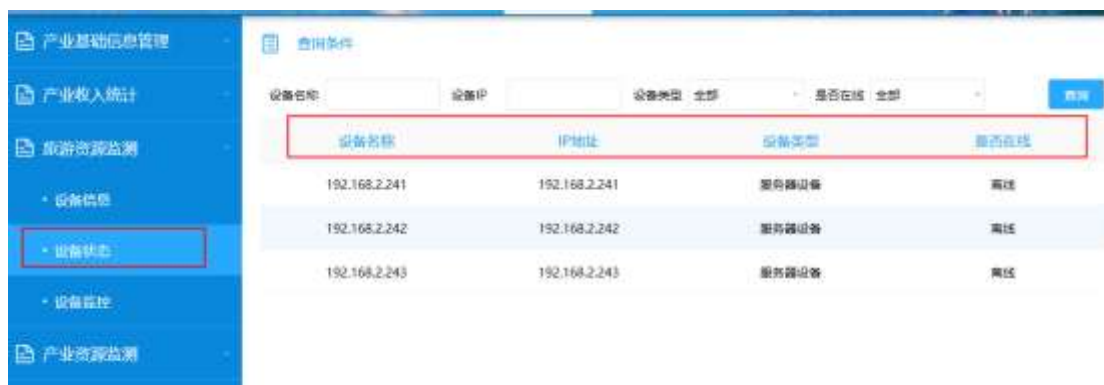 产业基础信息管理
产业收入统计
旅游资源监测
设备信息
设备状态
设备监控
产业资源监测
查询条件
设备名称 设备IP 设备类型 全部 是否在线 全部 查询
设备名称 IP地址 设备类型 是否在线
192.168.2.241 192.168.2.241 服务器设备 离线
192.168.2.242 192.168.2.242 服务器设备 离线
192.168.2.243 192.168.2.243 服务器设备 离线